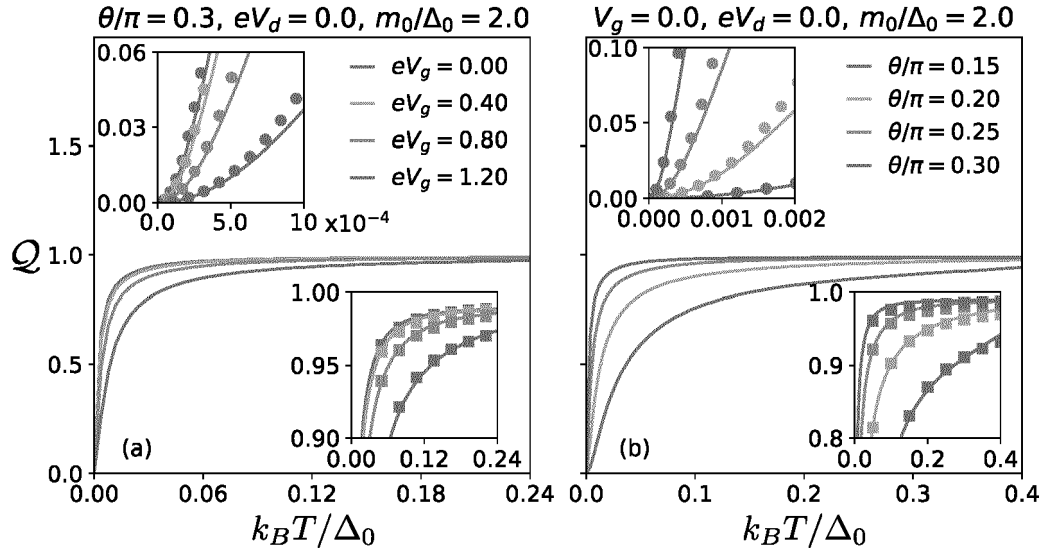 θ/π = 0.3, eV_d = 0.0, m_0/Δ_0 = 2.0
V_g = 0.0, eV_d = 0.0, m_0/Δ_0 = 2.0
0.06
0.03
0.00
0.0
5.0
10
x10⁻⁴
eV_g = 0.00
eV_g = 0.40
eV_g = 0.80
eV_g = 1.20
1.5
1.0
0.5
0.0
Q
1.00
0.95
0.90
0.00
0.12
0.24
(a)
0.00
0.06
0.12
0.18
0.24
k_BT/Δ_0
0.10
0.05
0.00
0.000
0.001
0.002
θ/π = 0.15
θ/π = 0.20
θ/π = 0.25
θ/π = 0.30
1.0
0.9
0.8
0.0
0.2
0.4
(b)
0.0
0.1
0.2
0.3
0.4
k_BT/Δ_0